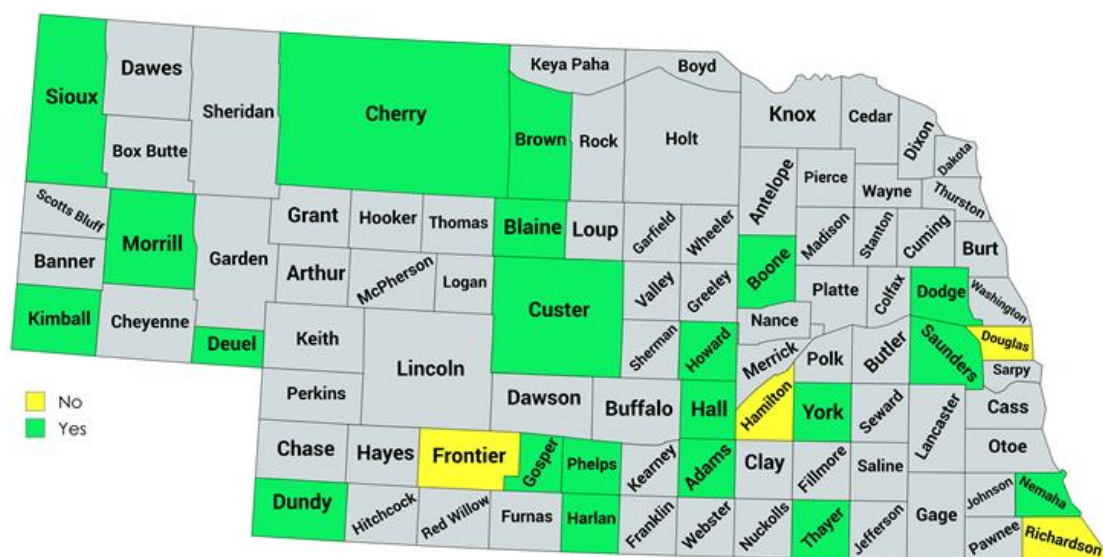 Sioux
Dawes
Sheridan
Cherry
Keya Paha
Boyd
Box Butte
Brown
Rock
Holt
Knox
Cedar
Dixon
Dakota
Antelope
Pierce
Wayne
Thurston
Scotts Bluff
Morrill
Garden
Grant
Hooker
Thomas
Blaine
Loup
Garfield
Wheeler
Boone
Madison
Stanton
Cuming
Burt
Banner
Arthur
McPherson
Logan
Custer
Valley
Greeley
Platte
Colfax
Dodge
Washington
Kimball
Cheyenne
Deuel
Keith
Lincoln
Sherman
Howard
Nance
Merrick
Polk
Butler
Saunders
Douglas
Sarpy
Perkins
Dawson
Buffalo
Hall
Hamilton
York
Seward
Lancaster
Cass
Otoe
No
Yes
Chase
Hayes
Frontier
Gosper
Phelps
Kearney
Adams
Clay
Fillmore
Saline
Dundy
Hitchcock
Red Willow
Furnas
Harlan
Franklin
Webster
Nuckolls
Thayer
Jefferson
Gage
Johnson
Nemaha
Pawnee
Richardson